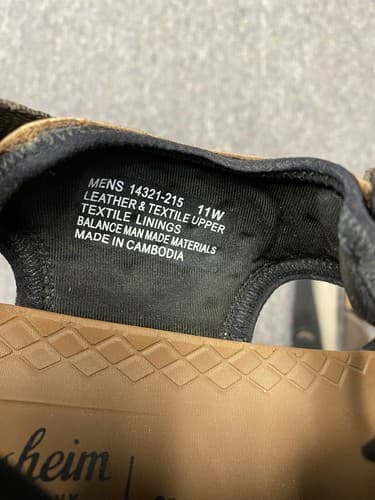 MENS 14321-215 11W
LEATHER & TEXTILE UPPER
TEXTILE LININGS
BALANCE MAN MADE MATERIALS
MADE IN CAMBODIA